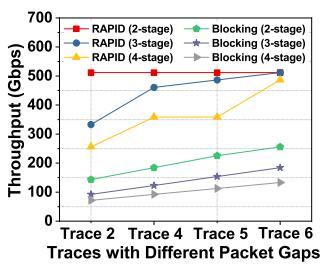 700
600
500
400
300
200
100
0
Throughput (Gbps)
RAPID (2-stage)
RAPID (3-stage)
RAPID (4-stage)
Blocking (2-stage)
Blocking (3-stage)
Blocking (4-stage)
Trace 2 Trace 4 Trace 5 Trace 6
Traces with Different Packet Gaps